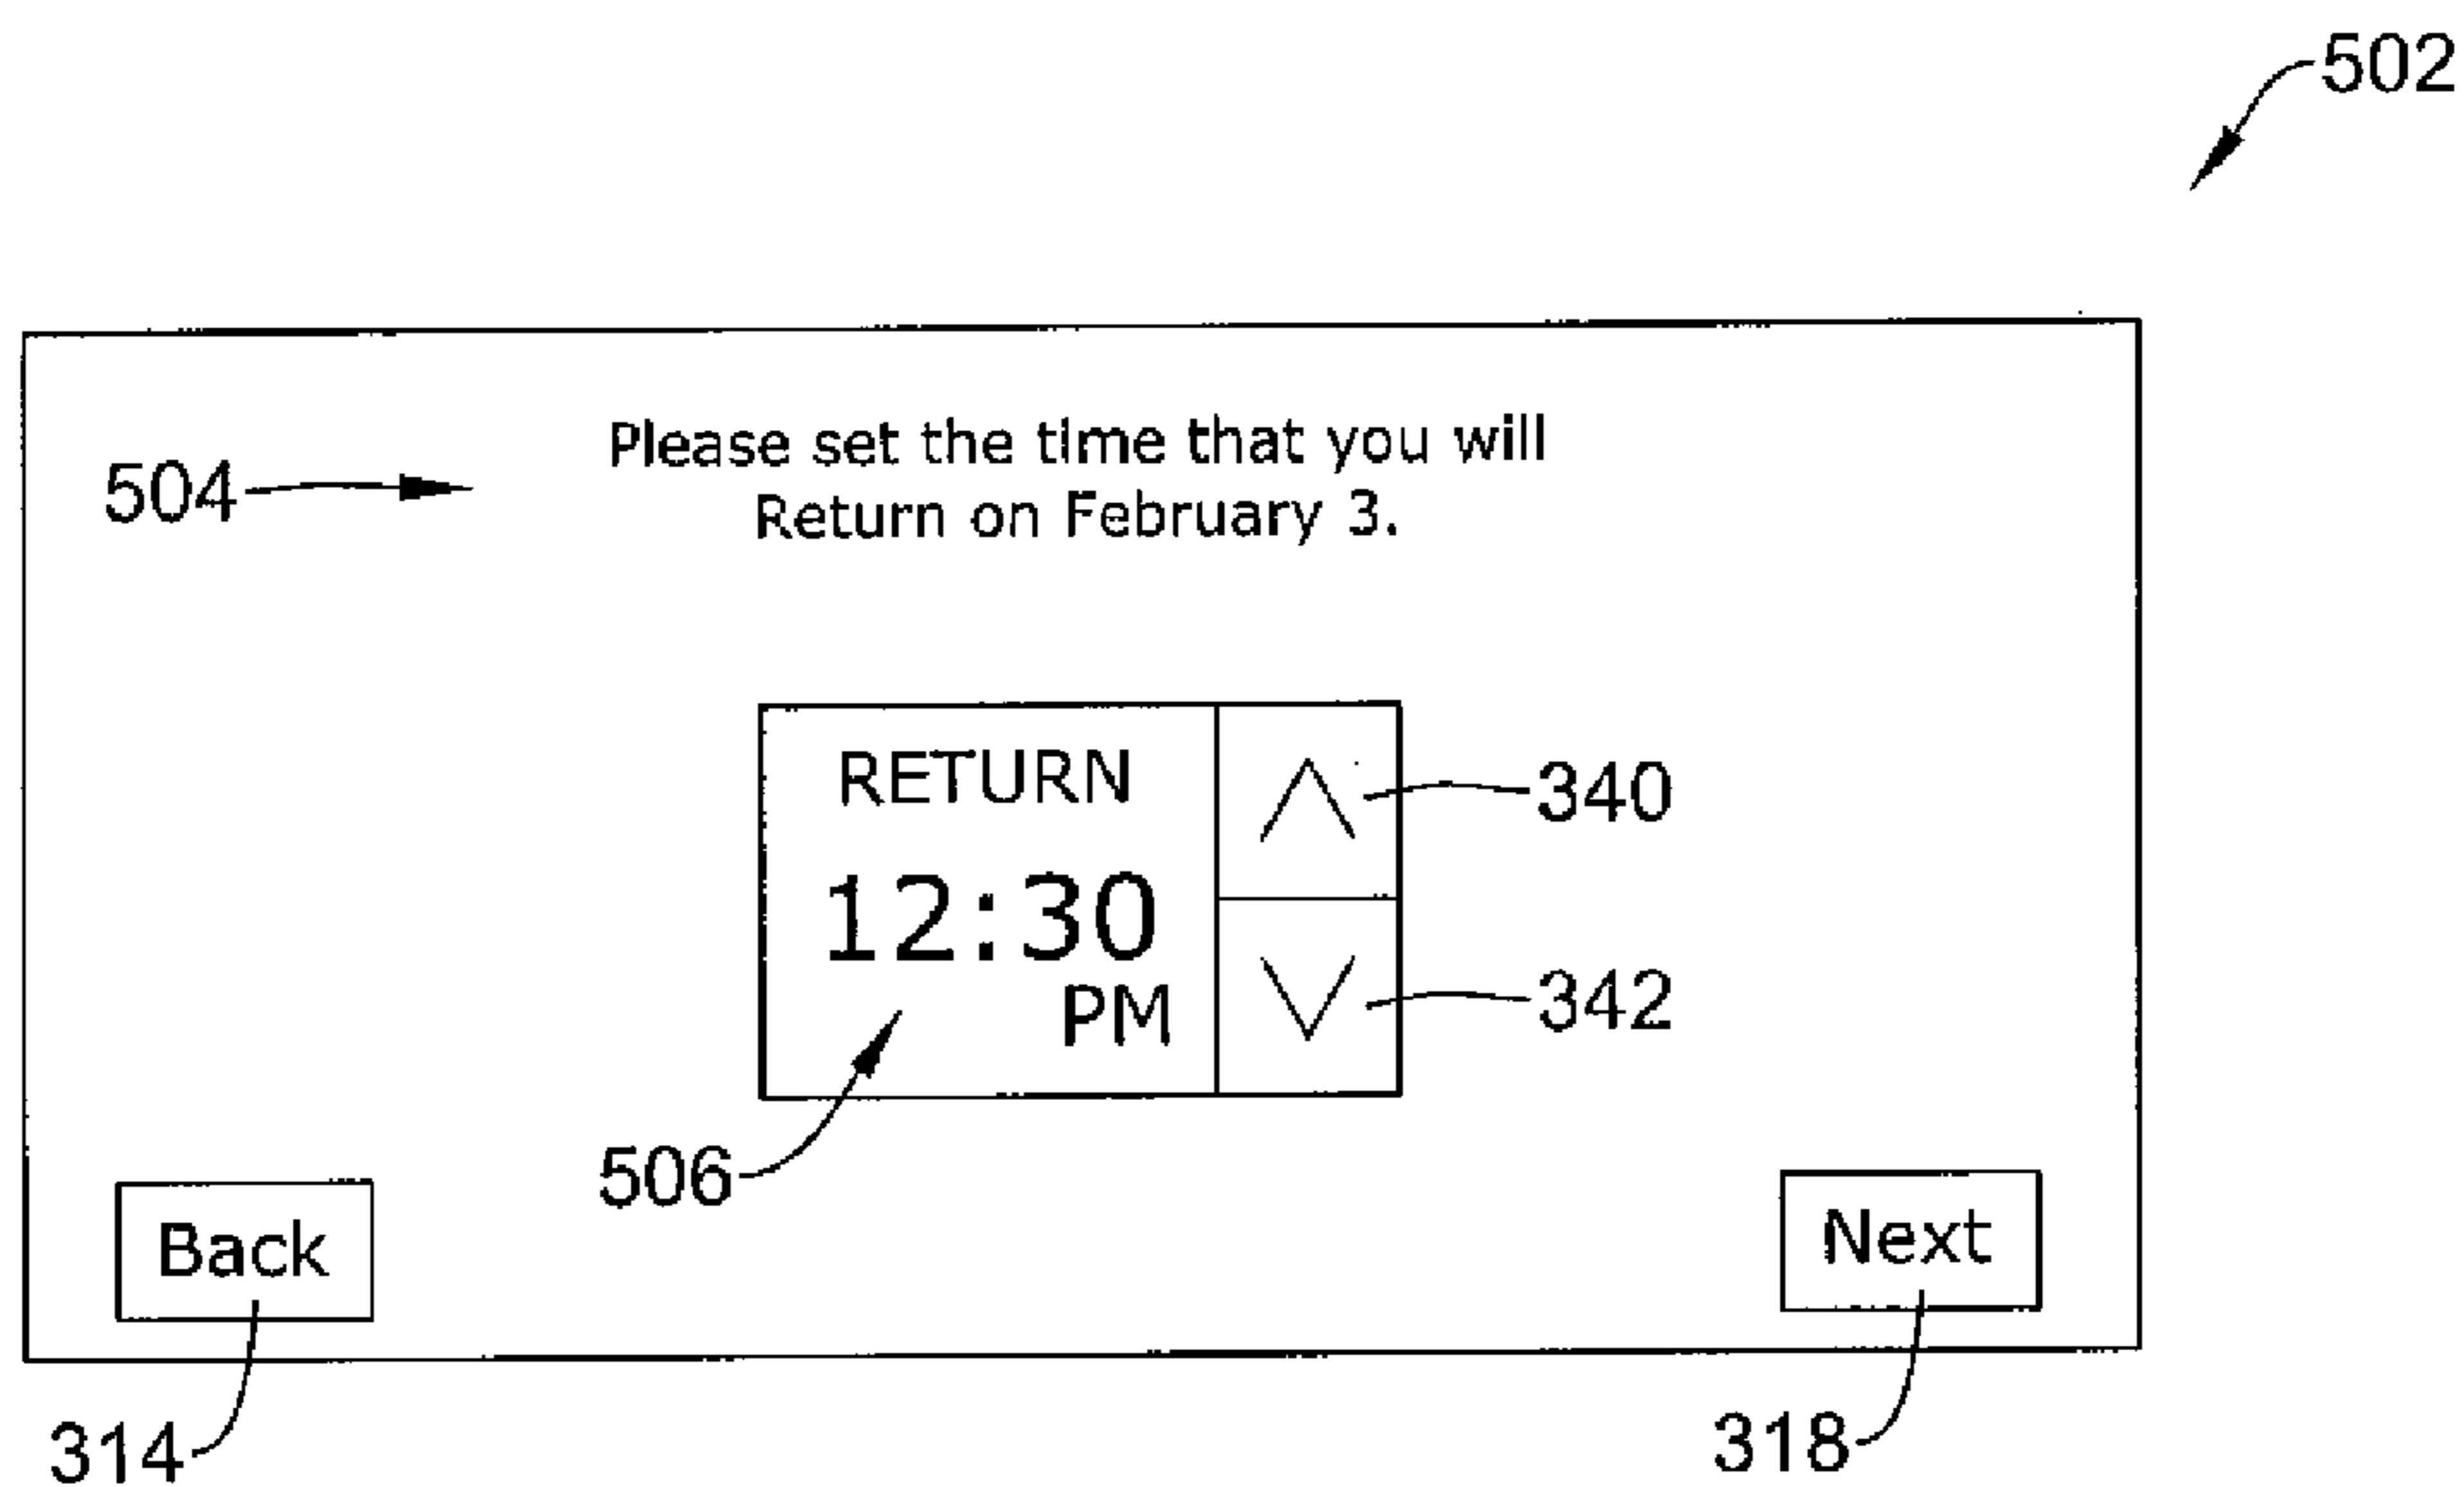 502
504
Please set the time that you will
Return on February 3.
RETURN
340
12:30
PM
342
506
Back
Next
314
318